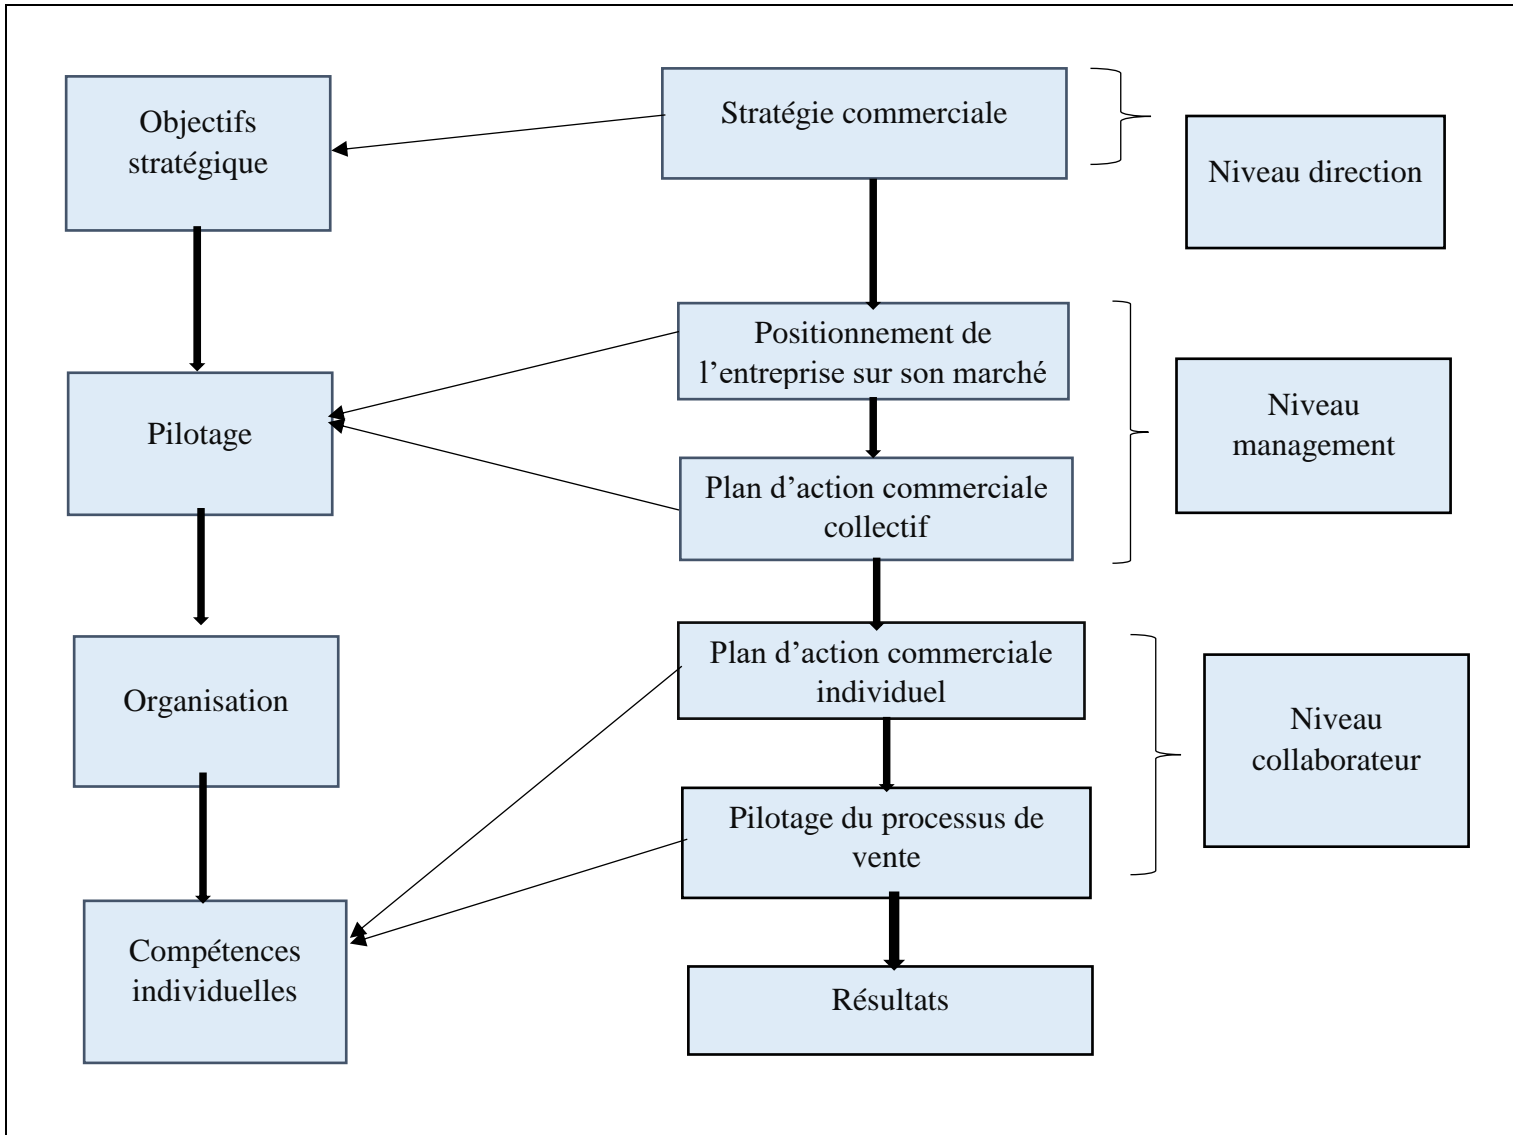 Objectifs
stratégique
Stratégie commerciale
Niveau direction
Positionnement de
l’entreprise sur son marché
Pilotage
Plan d’action commerciale
collectif
Niveau
management
Organisation
Plan d’action commerciale
individuel
Niveau
collaborateur
Pilotage du processus de
vente
Compétences
individuelles
Résultats